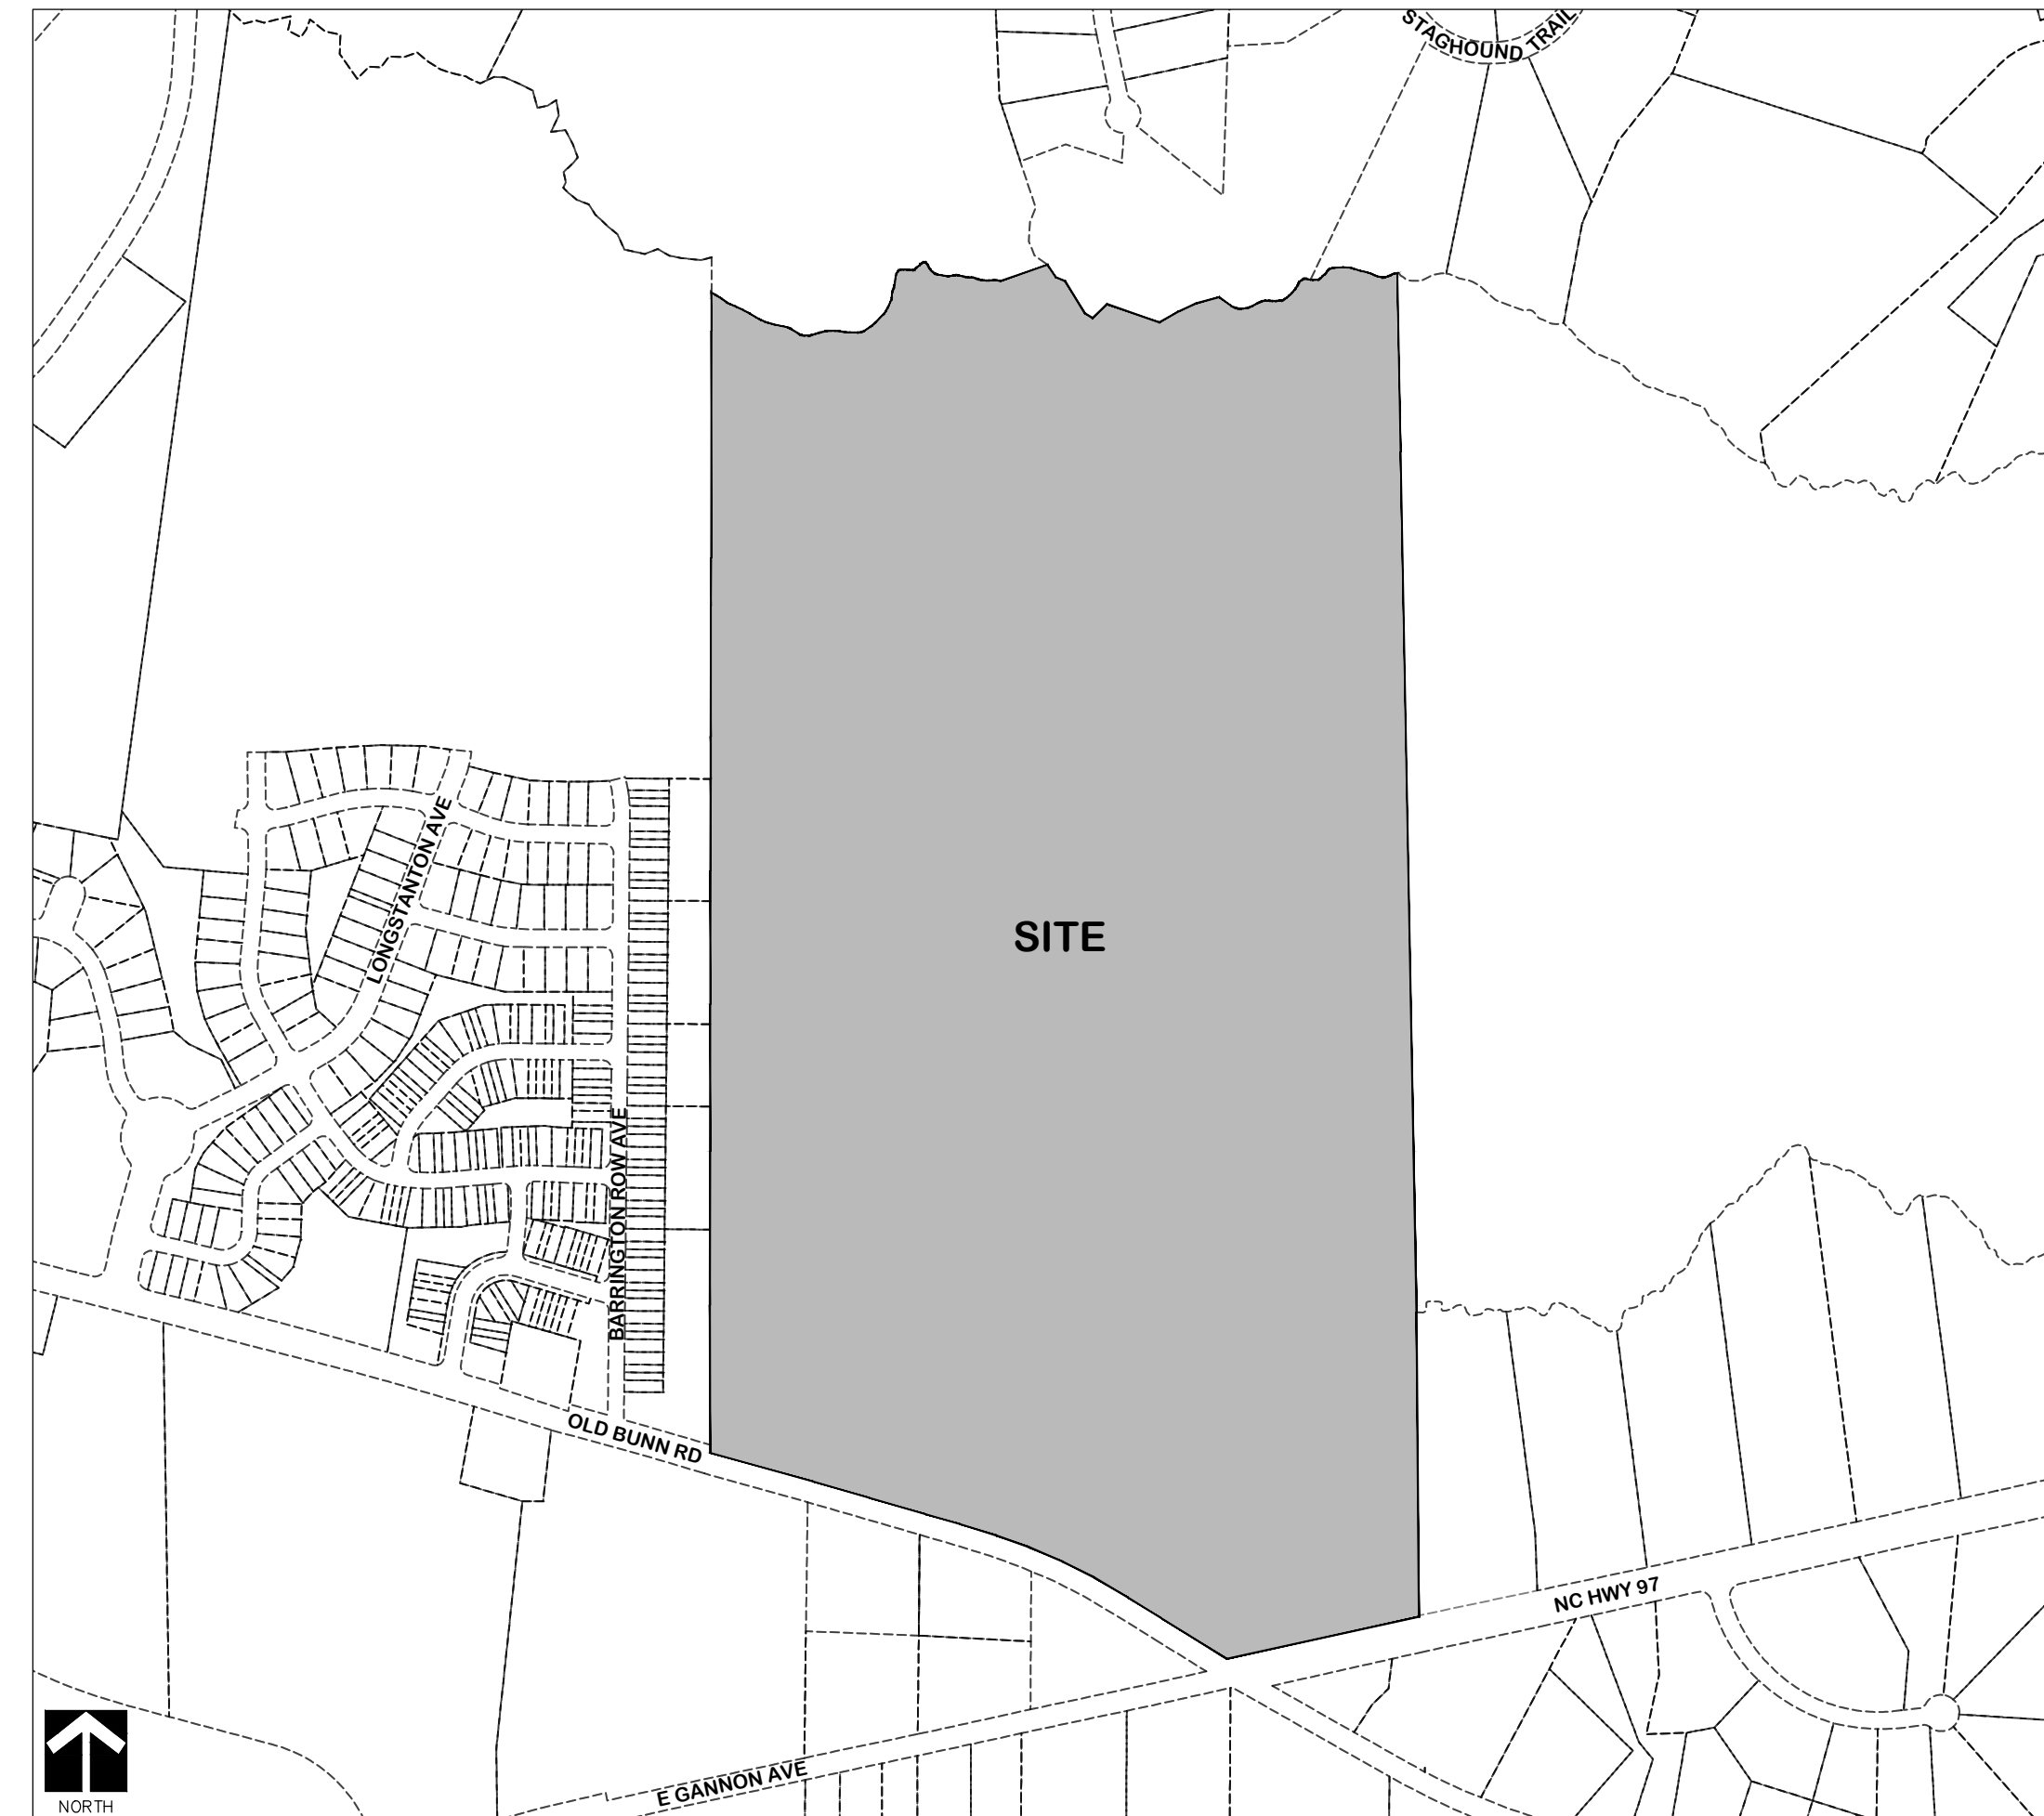 STAGHOUND TRAIL
LONGSTANTON AVE
SITE
BARRINGTON ROW AVE
OLD BUNN RD
NC HWY 97
E GANNON AVE
NORTH